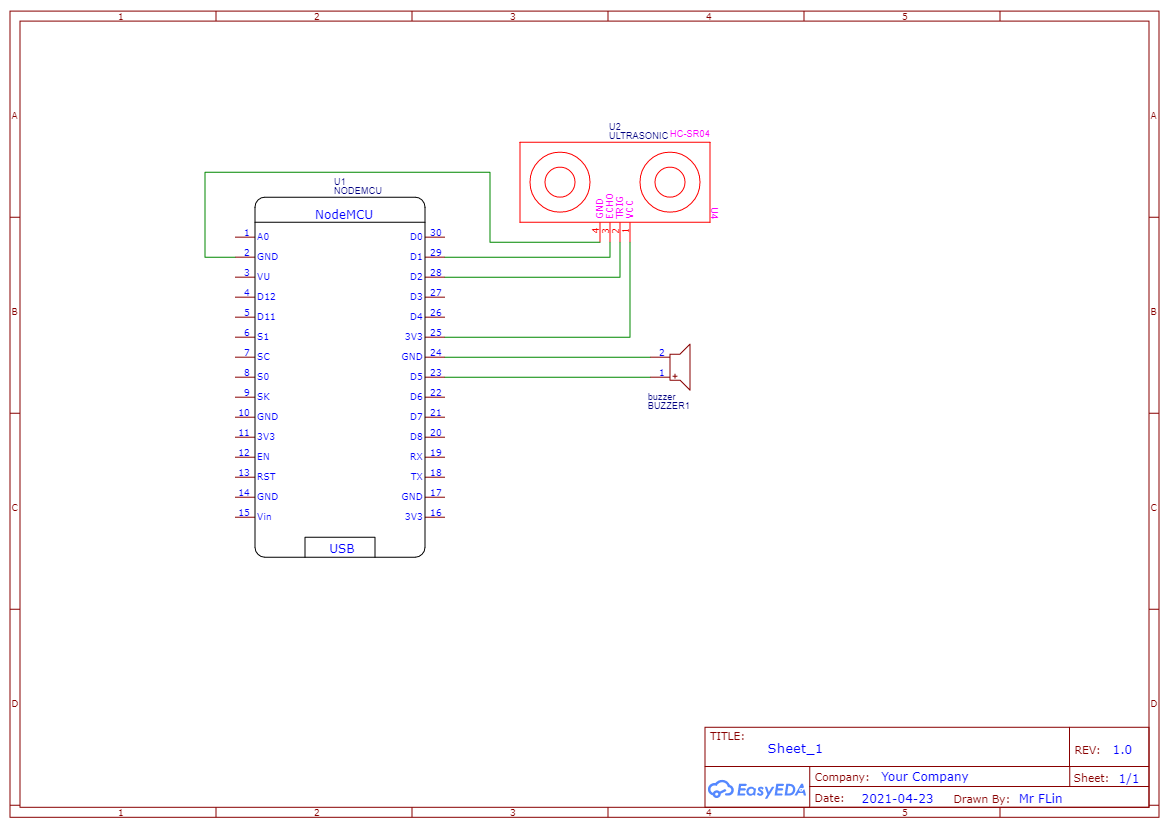 1 2 3 4 5
A A
B B
C C
D D
U2
ULTRASONIC HC-SR04
GND
ECHO
TRIG
VCC
U4
4 3 2 1
U1
NODEMCU
NodeMCU
1 A0 D0 30
2 GND D1 29
3 VU D2 28
4 D12 D3 27
5 D11 D4 26
6 S1 3V3 25
7 SC GND 24
8 S0 D5 23
9 SK D6 22
10 GND D7 21
11 3V3 D8 20
12 EN RX 19
13 RST TX 18
14 GND GND 17
15 Vin 3V3 16
USB
2
1 +
buzzer
BUZZER1
TITLE:
Sheet_1
REV: 1.0
EasyEDA
Company: Your Company
Sheet: 1/1
Date: 2021-04-23 Drawn By: Mr FLin
1 2 3 4 5